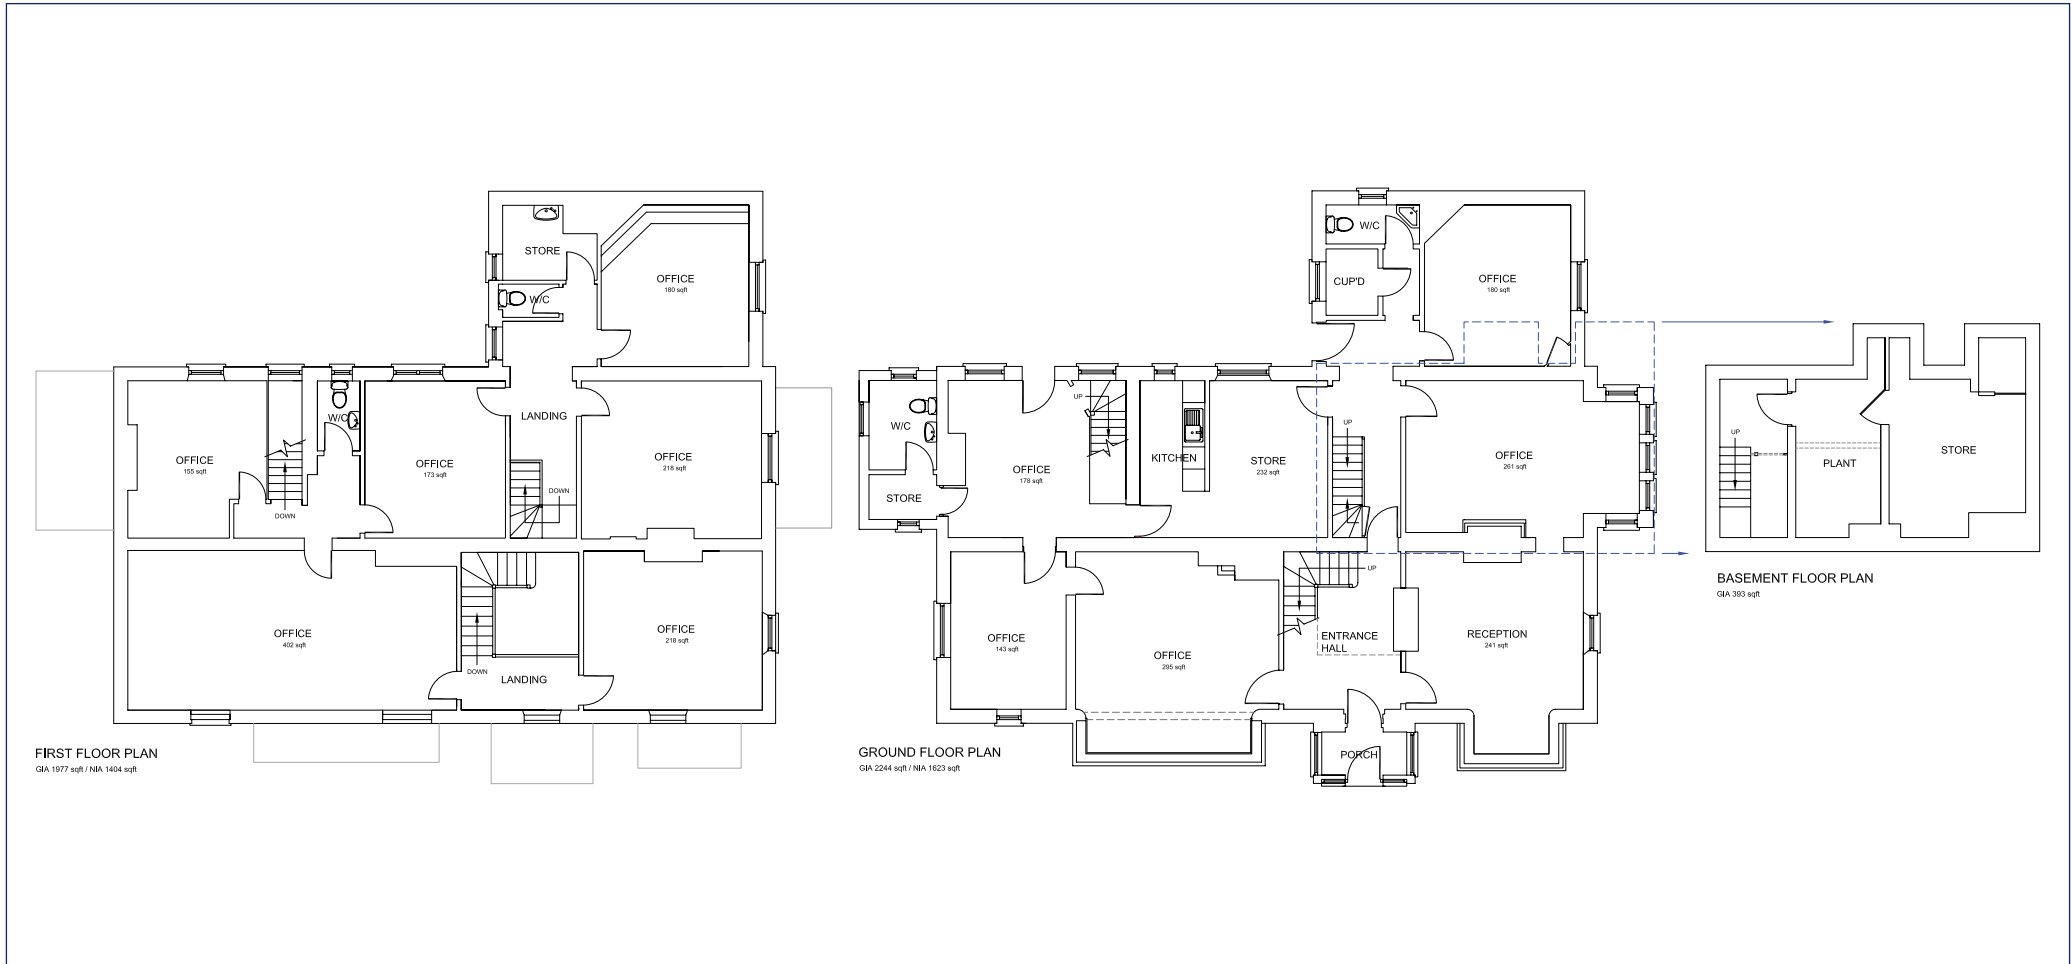 STORE
W/C
OFFICE
180 sqft
OFFICE
155 sqft
W/C
OFFICE
173 sqft
LANDING
OFFICE
218 sqft
DOWN
DOWN
OFFICE
402 sqft
DOWN
LANDING
OFFICE
218 sqft
FIRST FLOOR PLAN
GIA 1977 sqft / NIA 1404 sqft
W/C
CUP'D
OFFICE
180 sqft
W/C
STORE
OFFICE
178 sqft
UP
KITCHEN
STORE
232 sqft
UP
OFFICE
261 sqft
OFFICE
143 sqft
OFFICE
295 sqft
UP
ENTRANCE
HALL
RECEPTION
241 sqft
PORCH
GROUND FLOOR PLAN
GIA 2244 sqft / NIA 1623 sqft
UP
PLANT
STORE
BASEMENT FLOOR PLAN
GIA 393 sqft